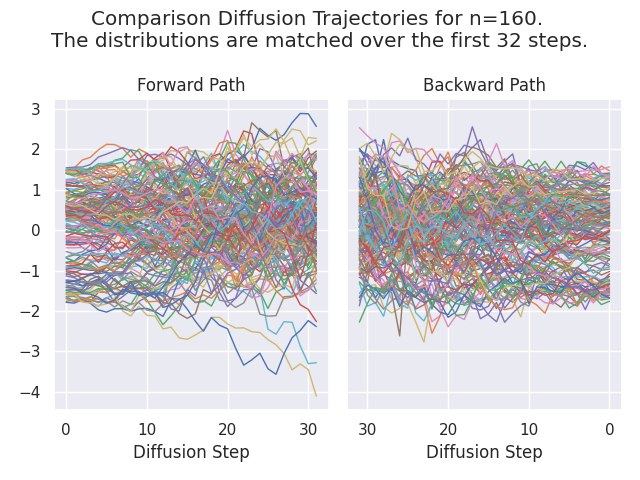 Comparison Diffusion Trajectories for n=160.
The distributions are matched over the first 32 steps.
Forward Path
Backward Path
3
2
1
0
−1
−2
−3
−4
0 10 20 30
30 20 10 0
Diffusion Step
Diffusion Step